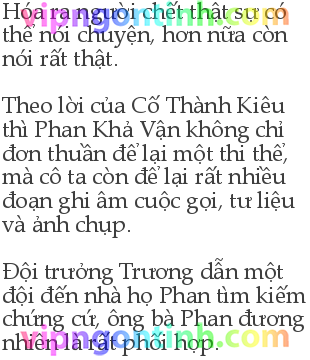 Hóa ra người chết thật sự có
thể nói chuyện, hơn nữa còn
nói rất thật.
Theo lời của Cố Thành Kiêu
thì Phan Khả Vận không chỉ
đơn thuần để lại một thi thể,
mà cô ta còn để lại rất nhiều
đoạn ghi âm cuộc gọi, tư liệu
và ảnh chụp.
Đội trưởng Trương dẫn một
đội đến nhà họ Phan tìm kiếm
chứng cứ, ông bà Phan đương
nhiên là rất phối hợp.
vipngontinh.com
vipngontinh.com